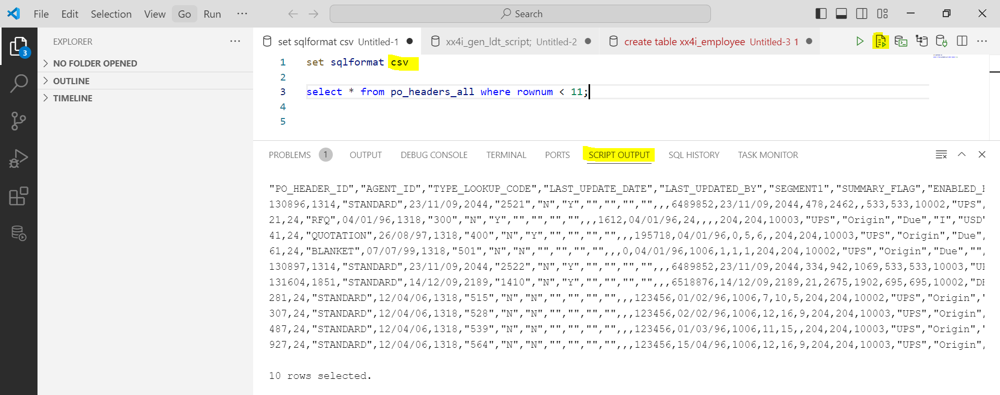 File Edit Selection View Go Run ··· Search
EXPLORER ···
3
NO FOLDER OPENED
OUTLINE
TIMELINE
set sqlformat csv Untitled-1 ● xx4i_gen_ldt_script; Untitled-2 ● create table xx4i_employee Untitled-3 1 ● ···
1 set sqlformat csv
2
3 select * from po_headers_all where rownum < 11;
4
5
PROBLEMS 1 OUTPUT DEBUG CONSOLE TERMINAL PORTS SCRIPT OUTPUT SQL HISTORY TASK MONITOR
"PO_HEADER_ID","AGENT_ID","TYPE_LOOKUP_CODE","LAST_UPDATE_DATE","LAST_UPDATED_BY","SEGMENT1","SUMMARY_FLAG","ENABLED_
130896,1314,"STANDARD",23/11/09,2044,"2521","N","Y","","","","",,,6489852,23/11/09,2044,478,2462,,533,533,10002,"UPS",
21,24,"RFQ",04/01/96,1318,"300","N","Y","","","","",,,1612,04/01/96,24,,,,204,204,10003,"UPS","Origin","Due","I","USD"
41,24,"QUOTATION",26/08/97,1318,"400","N","Y","","","","",,,195718,04/01/96,0,5,6,,204,204,10003,"UPS","Origin","Due",
61,24,"BLANKET",07/07/99,1318,"501","N","N","","","","",,,0,04/01/96,1006,1,1,1,204,204,10002,"UPS","Origin","Due","",
130897,1314,"STANDARD",23/11/09,2044,"2522","N","Y","","","","",,,6489852,23/11/09,2044,334,942,1069,533,533,10003,"U
131604,1851,"STANDARD",14/12/09,2189,"1410","N","Y","","","","",,,6518876,14/12/09,2189,21,2675,1902,695,695,10002,"D
281,24,"STANDARD",12/04/06,1318,"515","N","N","","","","",,,123456,01/02/96,1006,7,10,5,204,204,10002,"UPS","Origin","
307,24,"STANDARD",12/04/06,1318,"528","N","N","","","","",,,123456,02/02/96,1006,12,16,9,204,204,10003,"UPS","Origin",
487,24,"STANDARD",12/04/06,1318,"539","N","N","","","","",,,123456,01/03/96,1006,11,15,,204,204,10003,"UPS","Origin","
927,24,"STANDARD",12/04/06,1318,"564","N","N","","","","",,,123456,15/04/96,1006,12,16,9,204,204,10003,"UPS","Origin",
10 rows selected.